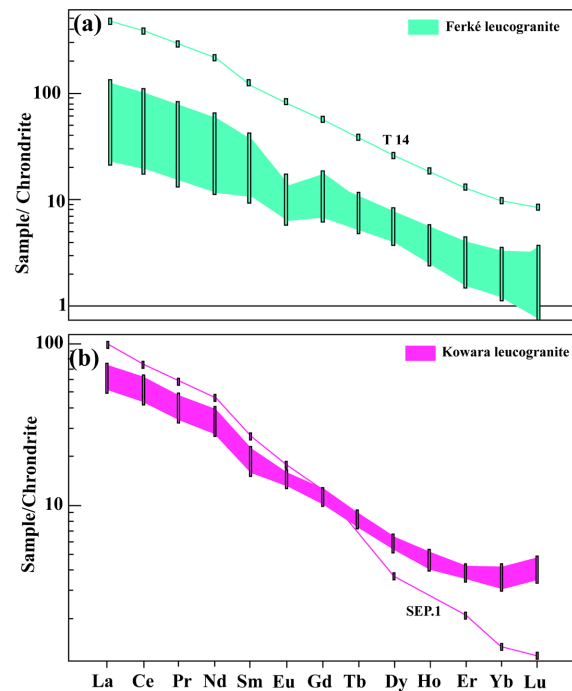 (a)
Ferké leucogranite
100
T 14
10
Sample/ Chrondrite
1
100
(b)
Kowara leucogranite
10
Sample/Chrondrite
SEP.1
La Ce Pr Nd Sm Eu Gd Tb Dy Ho Er Yb Lu